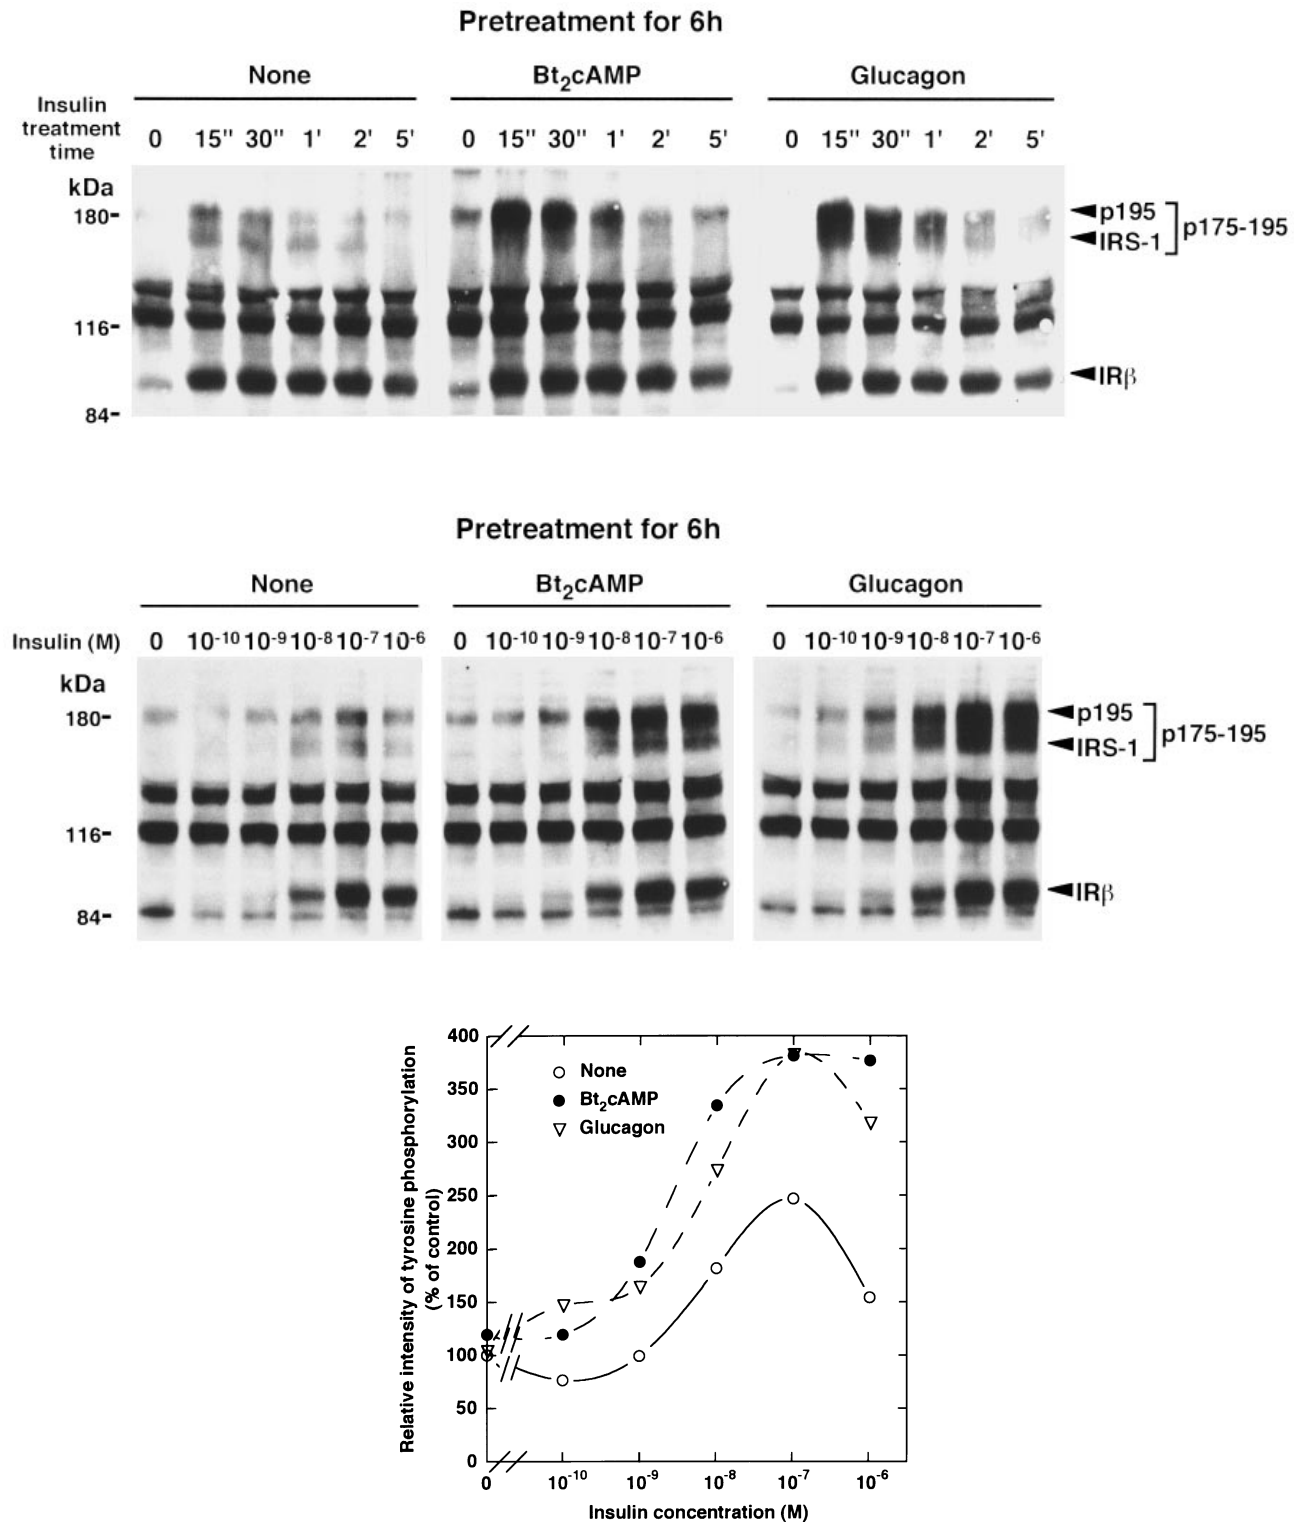 Pretreatment for 6h
None Bt2cAMP Glucagon
Insulin treatment time
0 15" 30" 1' 2' 5' 0 15" 30" 1' 2' 5' 0 15" 30" 1' 2' 5'
kDa
180-
p195
IRS-1
p175-195
116-
IRβ
84-
Pretreatment for 6h
None Bt2cAMP Glucagon
Insulin (M) 0 10-10 10-9 10-8 10-7 10-6 0 10-10 10-9 10-8 10-7 10-6 0 10-10 10-9 10-8 10-7 10-6
kDa
180-
p195
IRS-1
p175-195
116-
IRβ
84-
Relative intensity of tyrosine phosphorylation
(% of control)
400
350
300
250
200
150
100
50
0
None
Bt2cAMP
Glucagon
0 10-10 10-9 10-8 10-7 10-6
Insulin concentration (M)